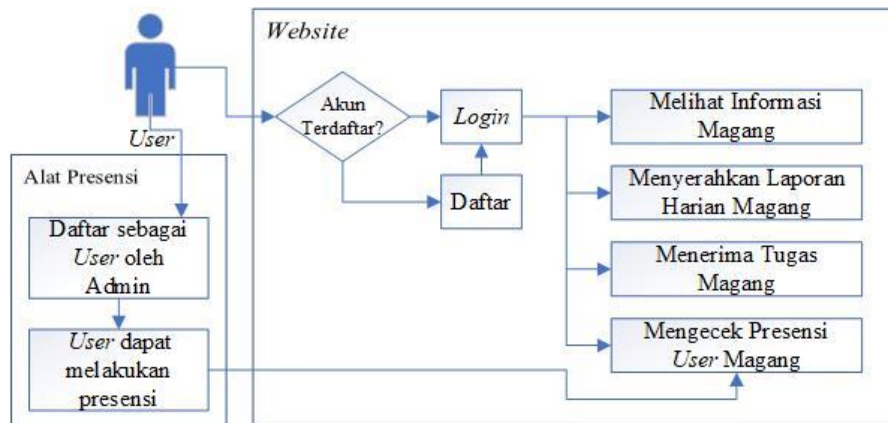 Website
User
Akun
Terdaftar?
Login
Daftar
Melihat Informasi
Magang
Menyerahkan Laporan
Harian Magang
Menerima Tugas
Magang
Mengecek Presensi
User Magang
Alat Presensi
Daftar sebagai
User oleh
Admin
User dapat
melakukan
presensi